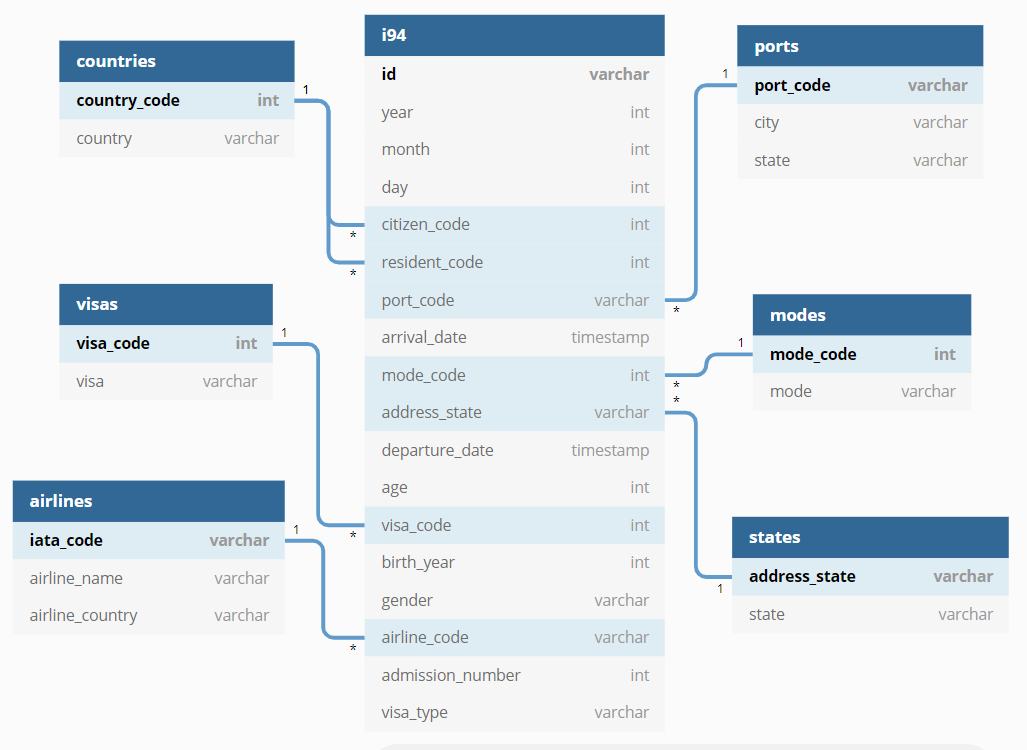 countries
country_code int
country varchar
1
*
*
visas
visa_code int
visa varchar
1
*
airlines
iata_code varchar
airline_name varchar
airline_country varchar
1
*
i94
id varchar
year int
month int
day int
citizen_code int
resident_code int
port_code varchar
arrival_date timestamp
mode_code int
address_state varchar
departure_date timestamp
age int
visa_code int
birth_year int
gender varchar
airline_code varchar
admission_number int
visa_type varchar
ports
port_code varchar
city varchar
state varchar
1
*
modes
mode_code int
mode varchar
1
*
*
states
address_state varchar
state varchar
1